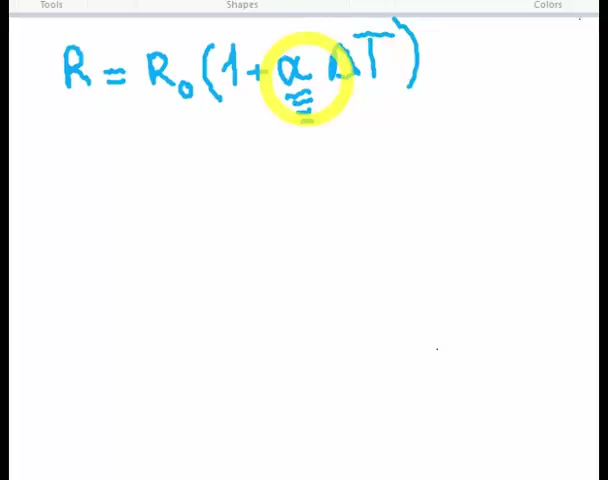 Tools Shapes Colors
R = R₀ (1 + α ΔT)